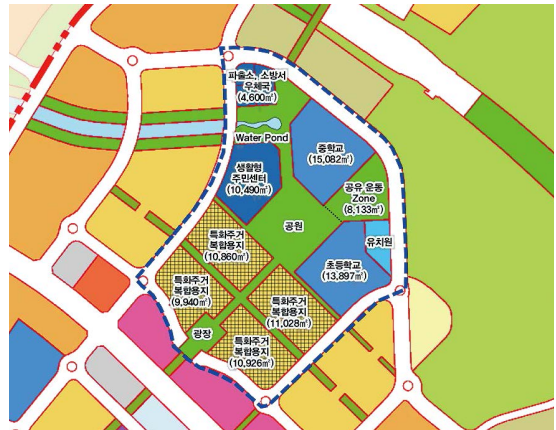 파출소, 소방서
우체국
(4,600㎡)
Water Pond
중학교
(15,082㎡)
생활형
주민센터
(10,490㎡)
공유 운동
Zone
(8,133㎡)
공원
유치원
특화주거
복합용지
(10,860㎡)
초등학교
(13,897㎡)
특화주거
복합용지
(9,940㎡)
특화주거
복합용지
(11,028㎡)
광장
특화주거
복합용지
(10,926㎡)